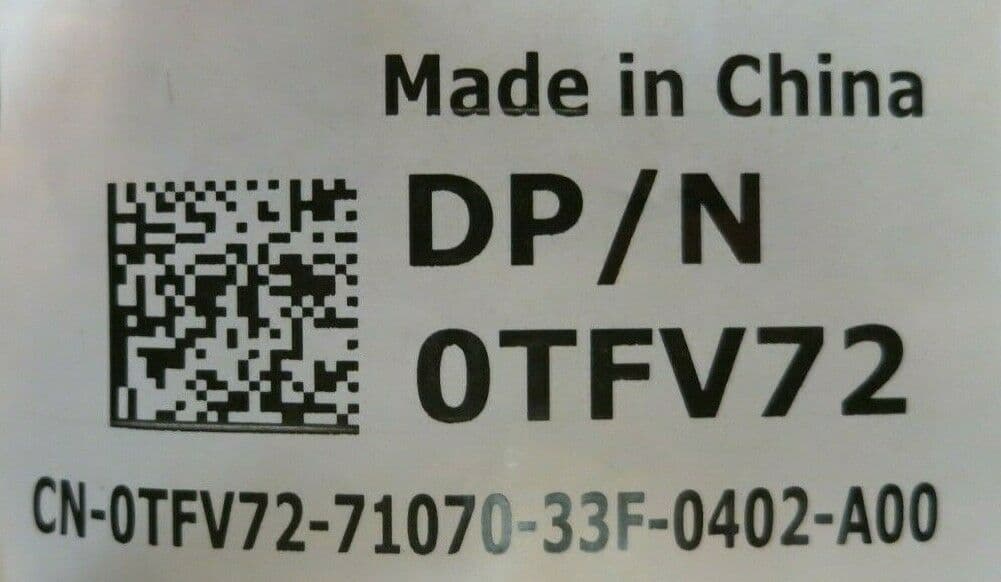 Made in China
DP/N
0TFV72
CN-0TFV72-71070-33F-0402-A00